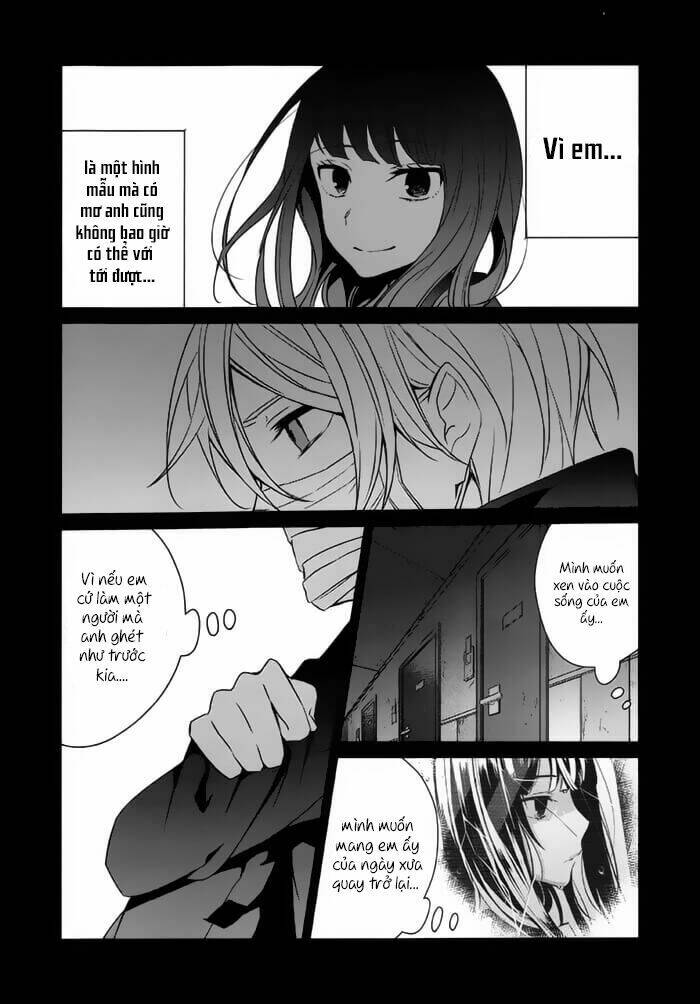 Vì em...
là một hình
mẫu mà có
mơ anh cũng
không bao giờ
có thể với
tới được...
Mình muốn
xen vào cuộc
sống của em
ấy...
mình muốn
mang em ấy
của ngày xưa
quay trở lại...
Vì nếu em
cứ làm một
người mà
anh ghét
như trước
kia....